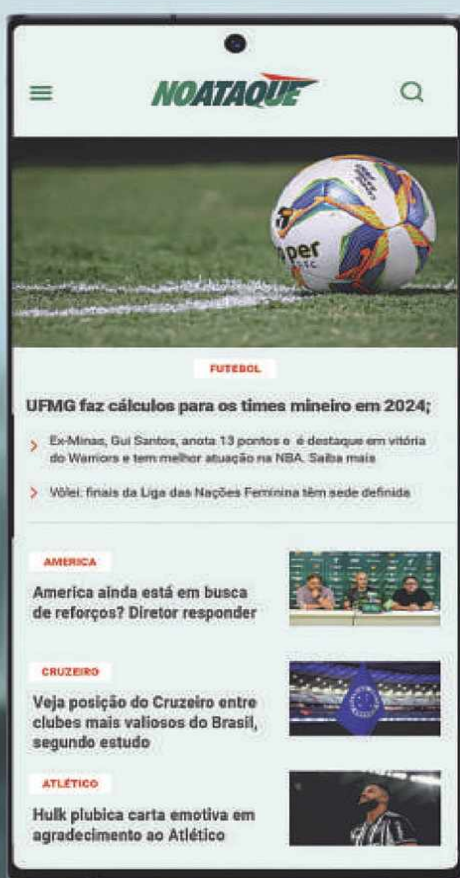 NOATAQUE
per
FUTEBOL
UFMG faz cálculos para os times mineiro em 2024;
Ex-Minas, Gui Santos, anota 13 pontos e é destaque em vitória
do Warriors e tem melhor atuação na NBA. Saiba mais
Vôlei: finais da Liga das Nações Feminina têm sede definida
AMERICA
America ainda está em busca
de reforços? Diretor responder
CRUZEIRO
Veja posição do Cruzeiro entre
clubes mais valiosos do Brasil,
segundo estudo
ATLÉTICO
Hulk plubica carta emotiva em
agradecimento ao Atlético